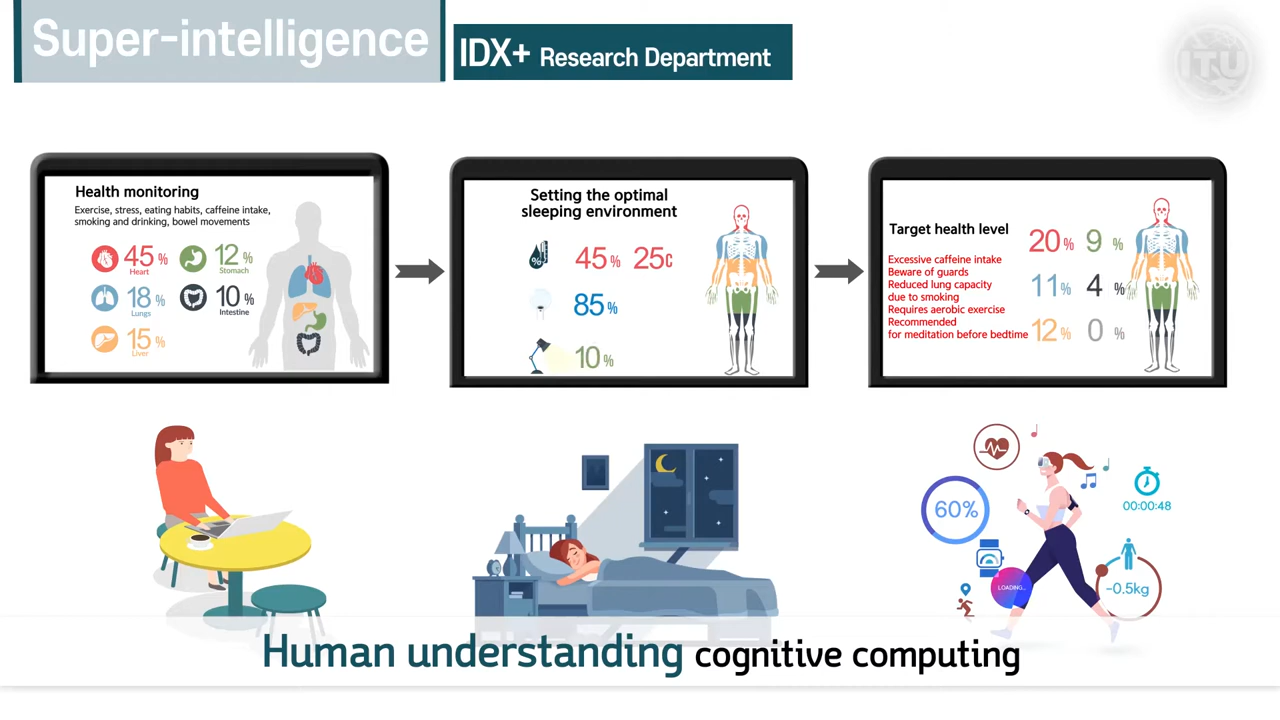 Super-intelligence
IDX+ Research Department
ITU
Health monitoring
Exercise, stress, eating habits, caffeine intake,
smoking and drinking, bowel movements
45 %
Heart
12 %
Stomach
18 %
Lungs
10 %
Intestine
15 %
Liver
Setting the optimal
sleeping environment
%
45 % 25c
85 %
10 %
Target health level
Excessive caffeine intake
Beware of guards
Reduced lung capacity
due to smoking
Requires aerobic exercise
Recommended
for meditation before bedtime
20 % 9 %
11 % 4 %
12 % 0 %
60%
00:00:48
LOADING...
-0.5kg
Human understanding cognitive computing